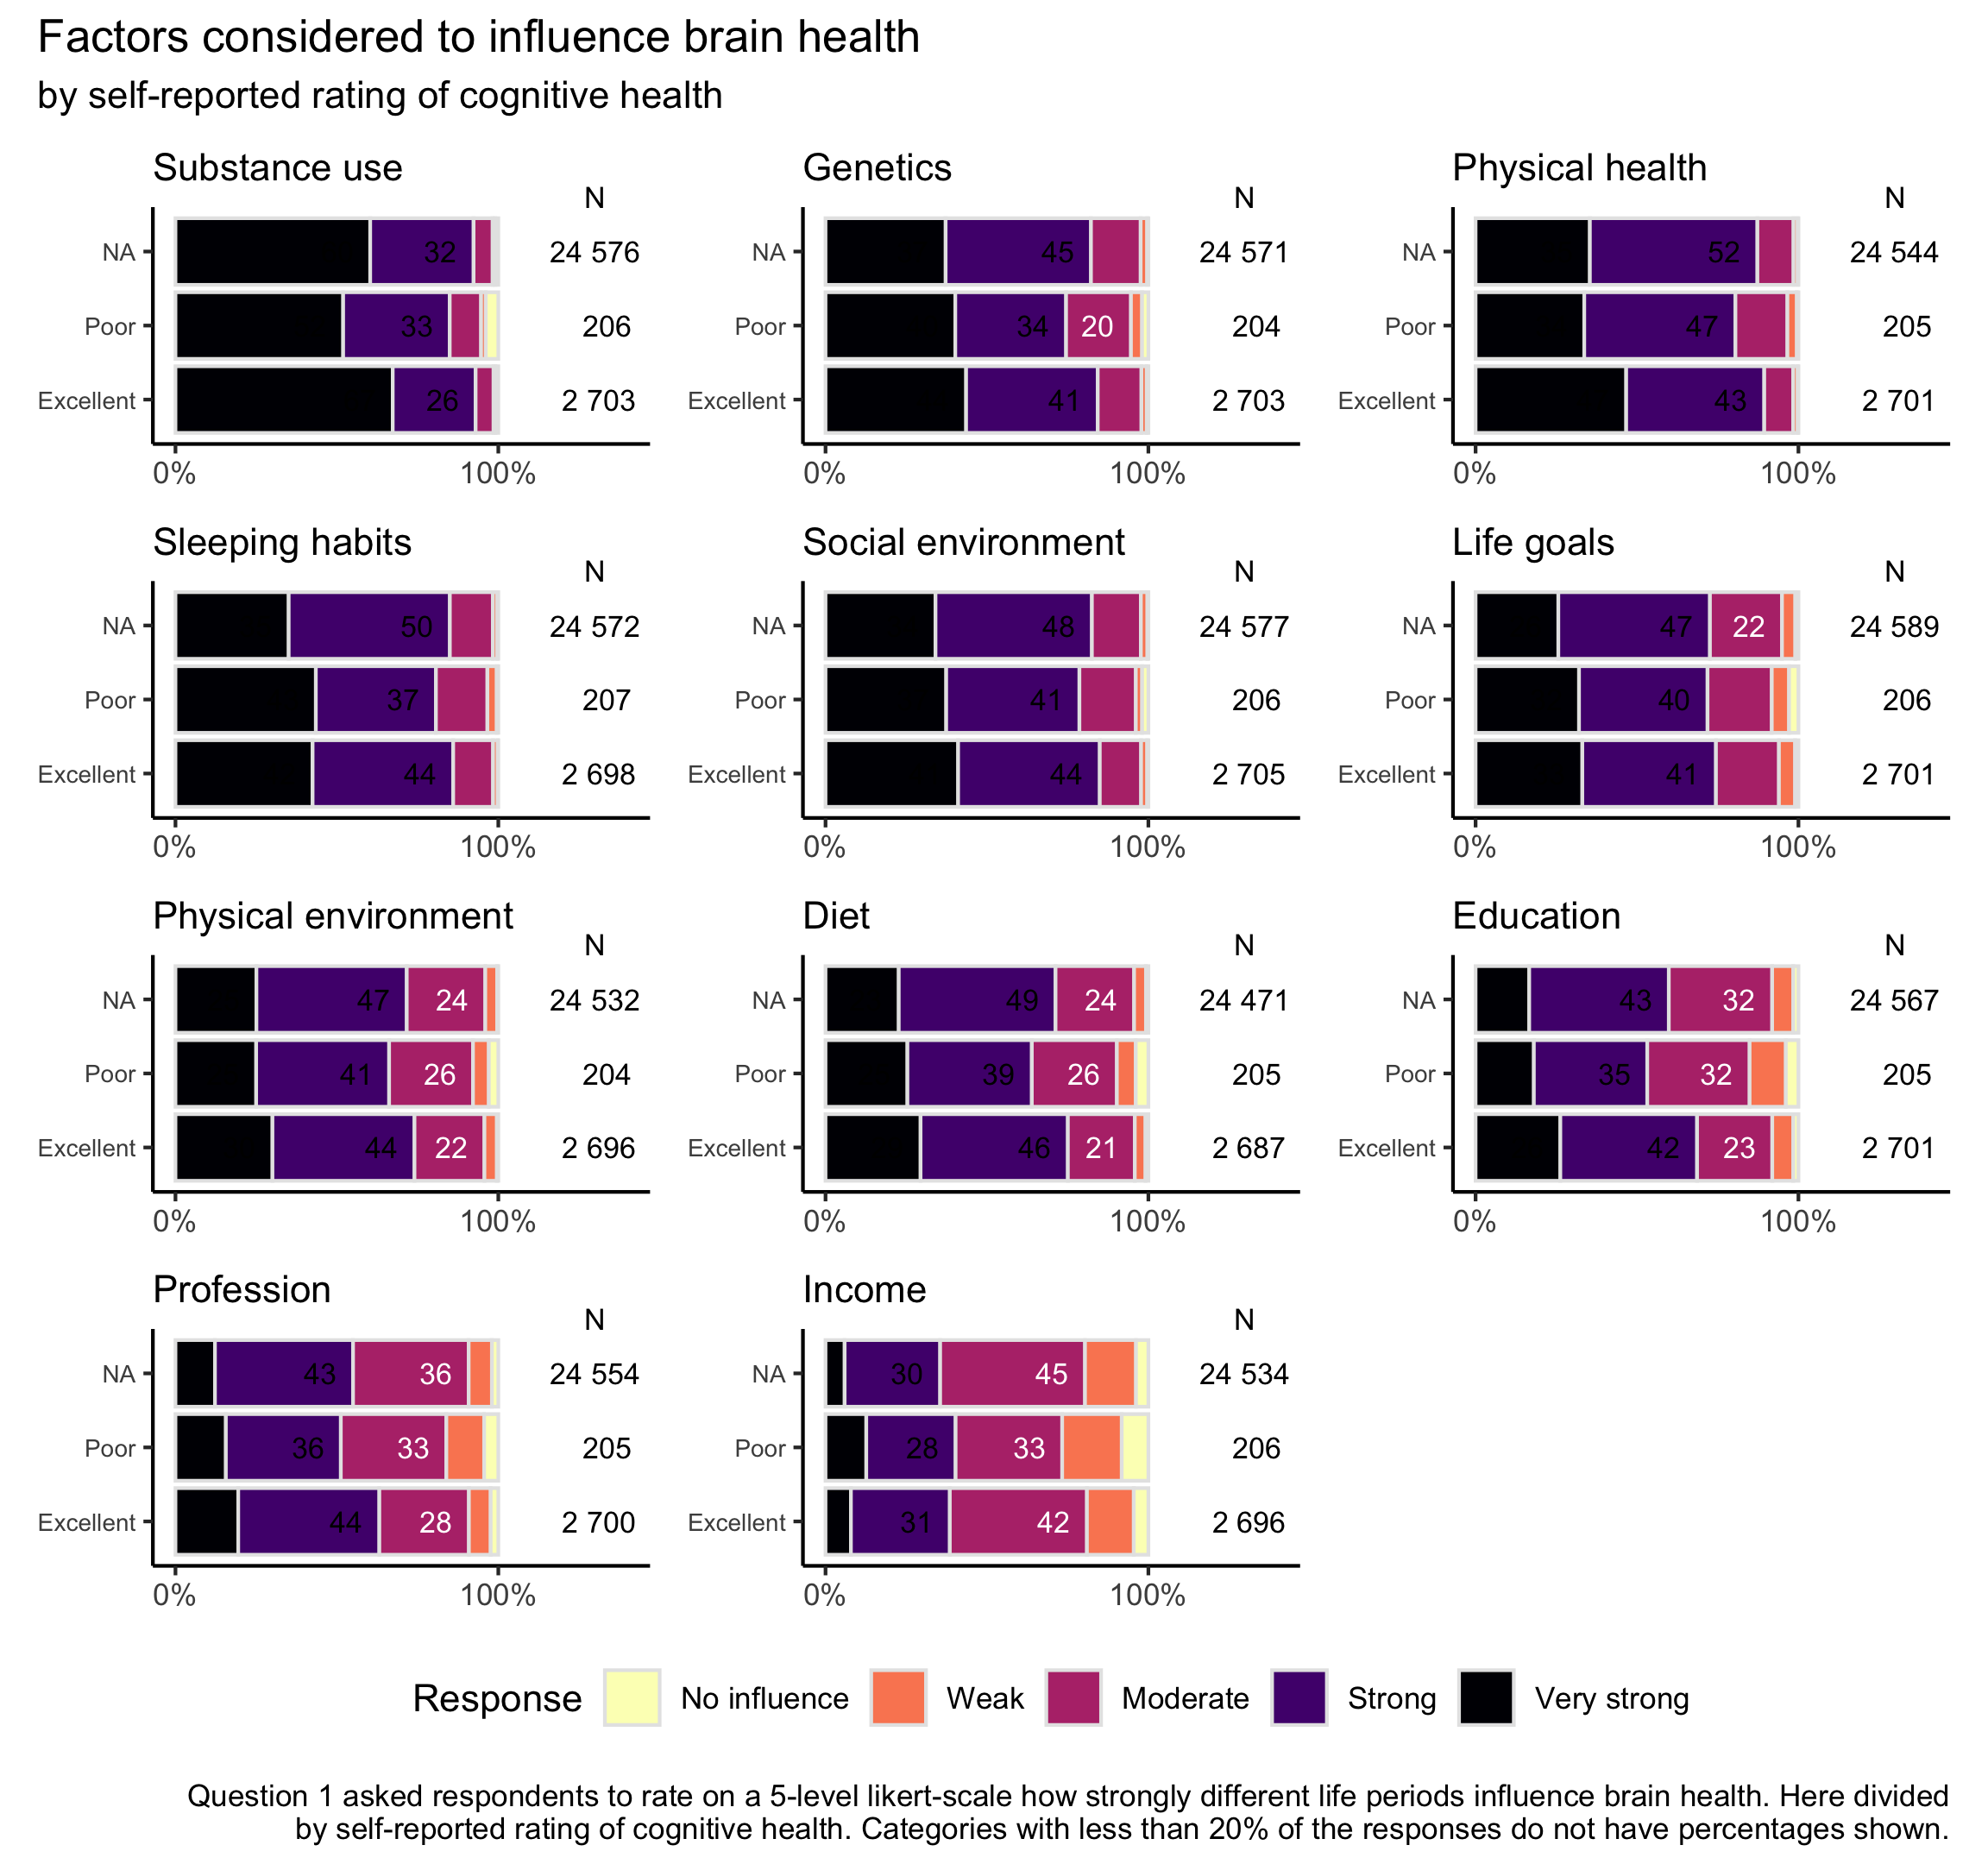 Factors considered to influence brain health
by self-reported rating of cognitive health
Substance use
N
NA 32 24 576
Poor 33 206
Excellent 26 2 703
0% 100%
Genetics
N
NA 45 24 571
Poor 34 20 204
Excellent 41 2 703
0% 100%
Physical health
N
NA 52 24 544
Poor 47 205
Excellent 43 2 701
0% 100%
Sleeping habits
N
NA 50 24 572
Poor 37 207
Excellent 44 2 698
0% 100%
Social environment
N
NA 48 24 577
Poor 41 206
Excellent 44 2 705
0% 100%
Life goals
N
NA 47 22 24 589
Poor 40 206
Excellent 41 2 701
0% 100%
Physical environment
N
NA 47 24 24 532
Poor 41 26 204
Excellent 44 22 2 696
0% 100%
Diet
N
NA 49 24 24 471
Poor 39 26 205
Excellent 46 21 2 687
0% 100%
Education
N
NA 43 32 24 567
Poor 35 32 205
Excellent 42 23 2 701
0% 100%
Profession
N
NA 43 36 24 554
Poor 36 33 205
Excellent 44 28 2 700
0% 100%
Income
N
NA 30 45 24 534
Poor 28 33 206
Excellent 31 42 2 696
0% 100%
Response No influence Weak Moderate Strong Very strong
Question 1 asked respondents to rate on a 5-level likert-scale how strongly different life periods influence brain health. Here divided
by self-reported rating of cognitive health. Categories with less than 20% of the responses do not have percentages shown.